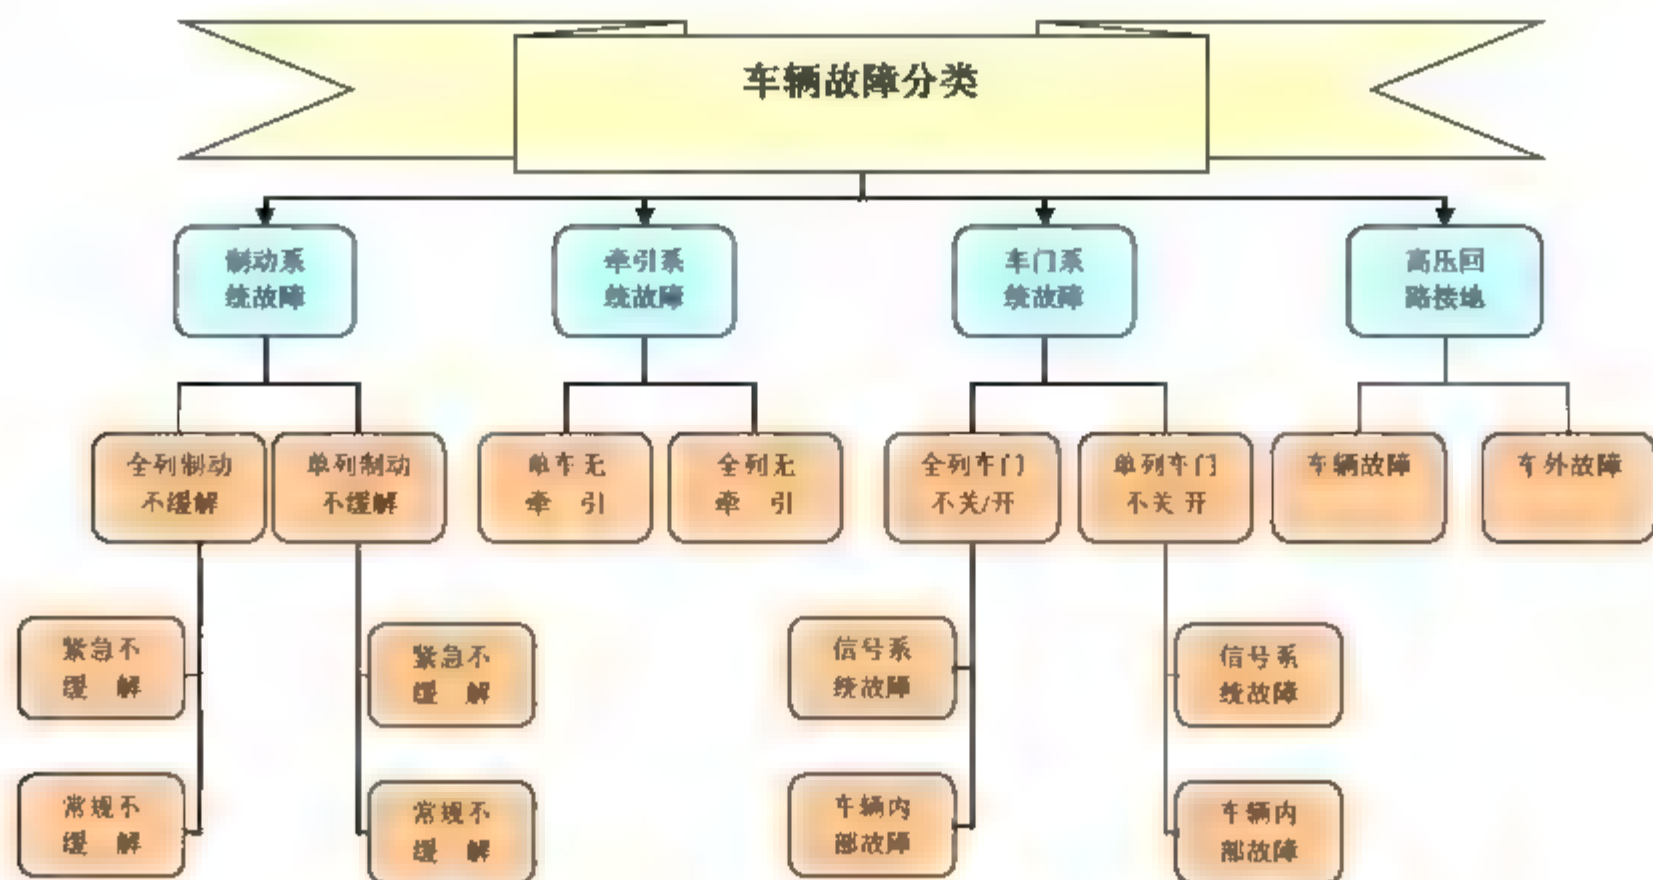 车辆故障分类
制动系
统故障
牵引系
统故障
车门系
统故障
高压回
路接地
全列制动
不缓解
单列制动
不缓解
单车无
牵 引
全列无
牵 引
全列车门
不关/开
单列车门
不关 开
车辆故障
车外故障
紧急不
缓 解
紧急不
缓 解
信号系
统故障
信号系
统故障
常规不
缓 解
常规不
缓 解
车辆内
部故障
车辆内
部故障